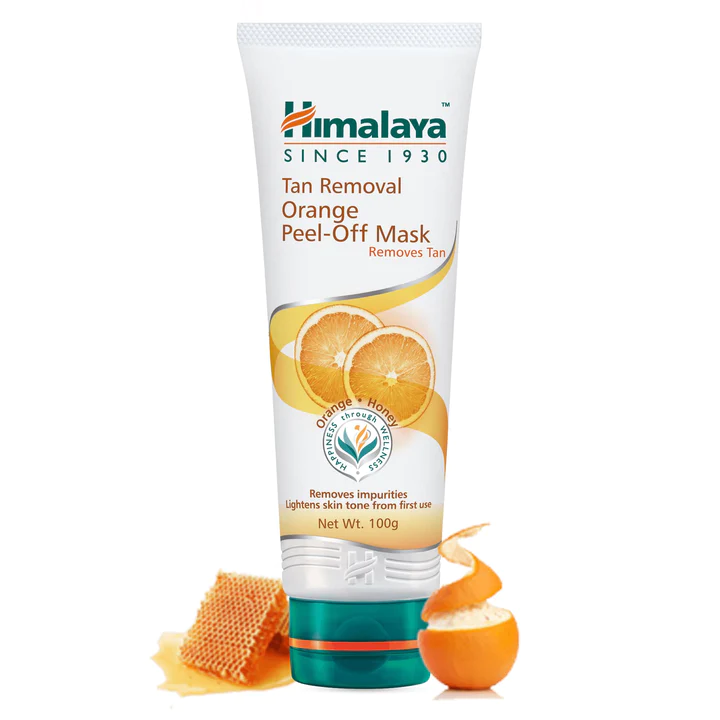 Himalaya™
SINCE 1930
Tan Removal
Orange
Peel-Off Mask
Removes Tan
Orange • Honey
HAPPINESS through WELLNESS
Removes impurities
Lightens skin tone from first use
Net Wt. 100g
H